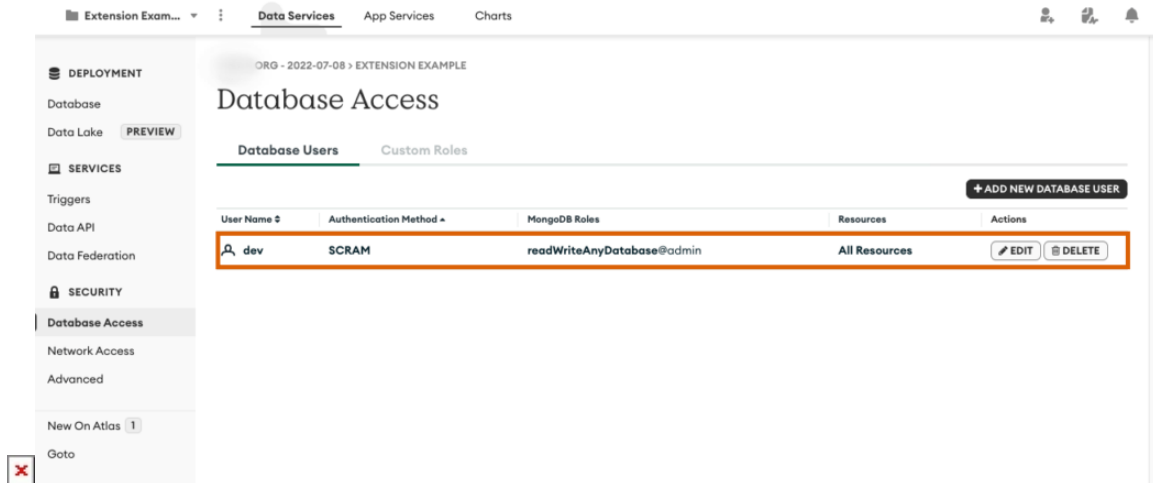 Extension Exam... Data Services App Services Charts
DEPLOYMENT
Database
Data Lake PREVIEW
SERVICES
Triggers
Data API
Data Federation
SECURITY
Database Access
Network Access
Advanced
New On Atlas 1
Goto
ORG - 2022-07-08 > EXTENSION EXAMPLE
Database Access
Database Users Custom Roles
+ ADD NEW DATABASE USER
User Name Authentication Method MongoDB Roles Resources Actions
dev SCRAM readWriteAnyDatabase@admin All Resources EDIT DELETE